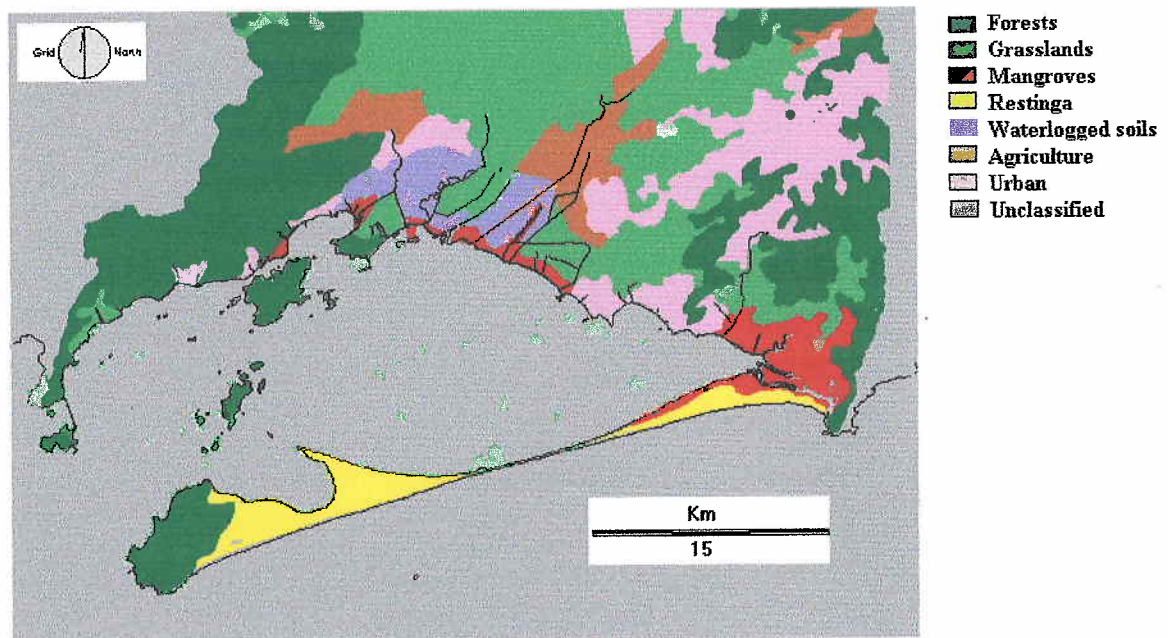 Grid North
Forests
Grasslands
Mangroves
Restinga
Waterlogged soils
Agriculture
Urban
Unclassified
Km
15